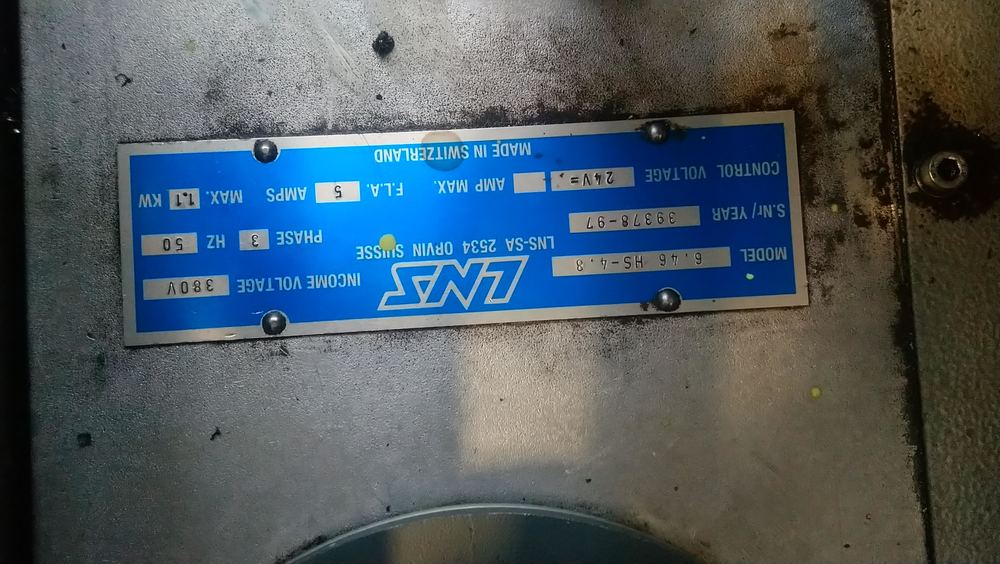 MODEL 6.46 HS-4.8 LNS INCOME VOLTAGE 380V
LNS-SA 2534 ORVIN SUISSE
S.Nr/ YEAR 39378-97 PHASE 3 HZ 50
CONTROL VOLTAGE 24V= AMP MAX. F.L.A. 5 AMPS MAX. 1.1 KW
MADE IN SWITZERLAND